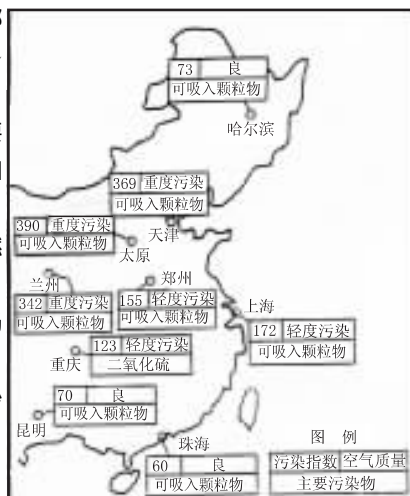 73 良
可吸入颗粒物
哈尔滨
369 重度污染
可吸入颗粒物
天津
390 重度污染
可吸入颗粒物
太原
兰州
342 重度污染
可吸入颗粒物
郑州
155 轻度污染
可吸入颗粒物
上海
172 轻度污染
可吸入颗粒物
123 轻度污染
二氧化硫
重庆
70 良
可吸入颗粒物
昆明
珠海
60 良
可吸入颗粒物
图 例
污染指数 空气质量
主要污染物